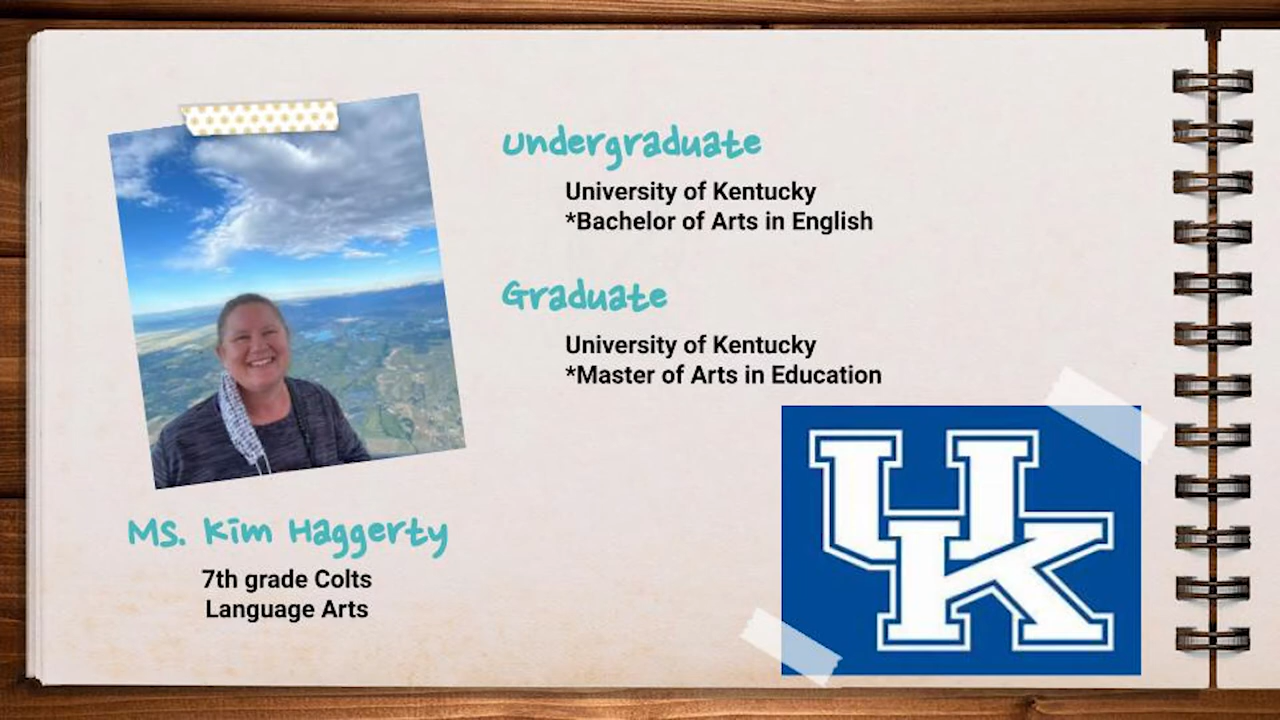 Undergraduate
University of Kentucky
*Bachelor of Arts in English
Graduate
University of Kentucky
*Master of Arts in Education
Ms. Kim Haggerty
7th grade Colts
Language Arts
UK